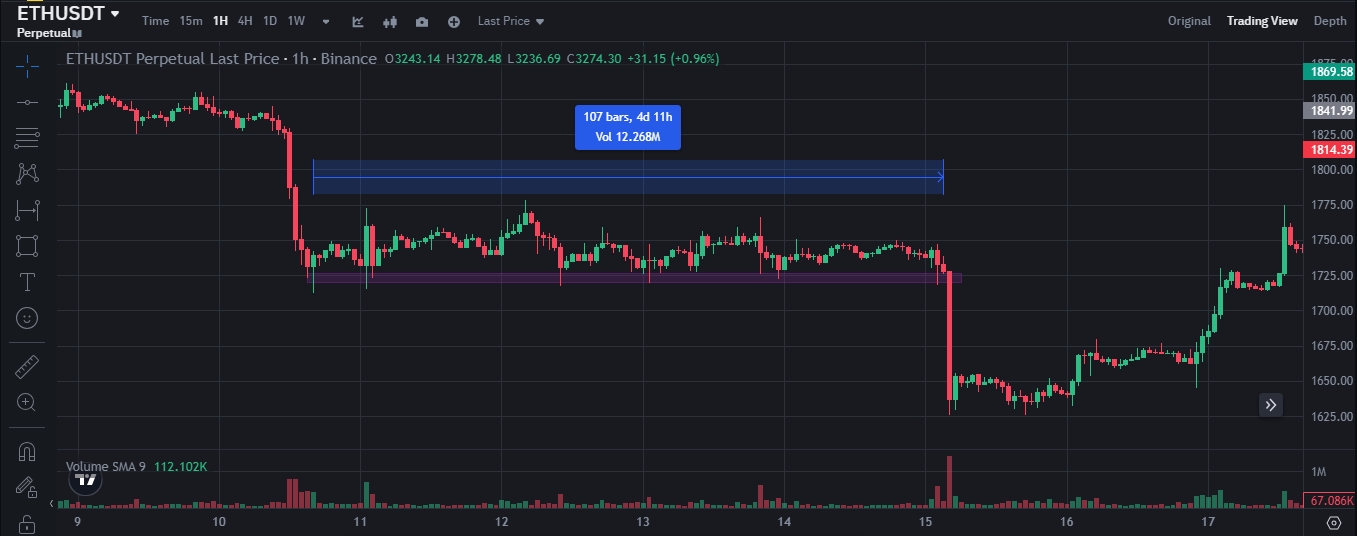 ETHUSDT
Perpetual
Time 15m 1H 4H 1D 1W Last Price Original Trading View Depth
ETHUSDT Perpetual Last Price · 1h · Binance O3243.14 H3278.48 L3236.69 C3274.30 +31.15 (+0.96%)
1875.00
1869.58
1850.00
1841.99
1825.00
1814.39
1800.00
1775.00
1750.00
1725.00
1700.00
1675.00
1650.00
1625.00
107 bars, 4d 11h
Vol 12.268M
Volume SMA 9 112.102K
1M
67.086K
9 10 11 12 13 14 15 16 17